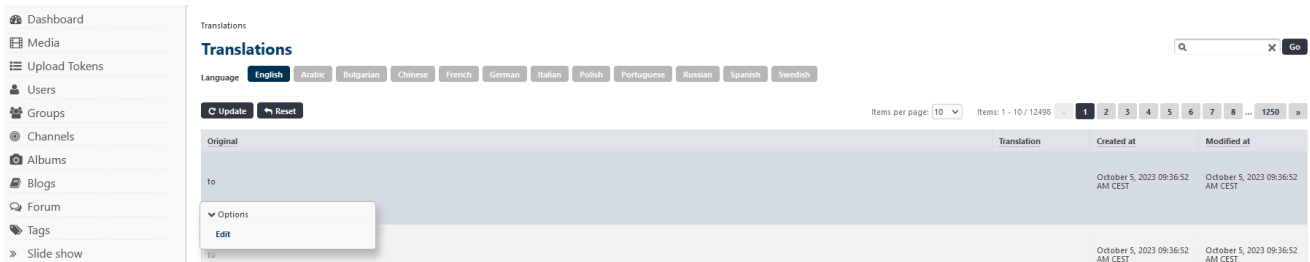 Dashboard
Media
Upload Tokens
Users
Groups
Channels
Albums
Blogs
Forum
Tags
Slide show
Translations
Translations
Go
Language English Arabic Bulgarian Chinese French German Italian Polish Portuguese Russian Spanish Swedish
Update Reset
Items per page: 10 Items: 1 - 10 / 12498 « 1 2 3 4 5 6 7 8 ... 1250 »
Original Translation Created at Modified at
to October 5, 2023 09:36:52 October 5, 2023 09:36:52
AM CEST AM CEST
Options
Edit
to October 5, 2023 09:36:52 October 5, 2023 09:36:52
AM CEST AM CEST